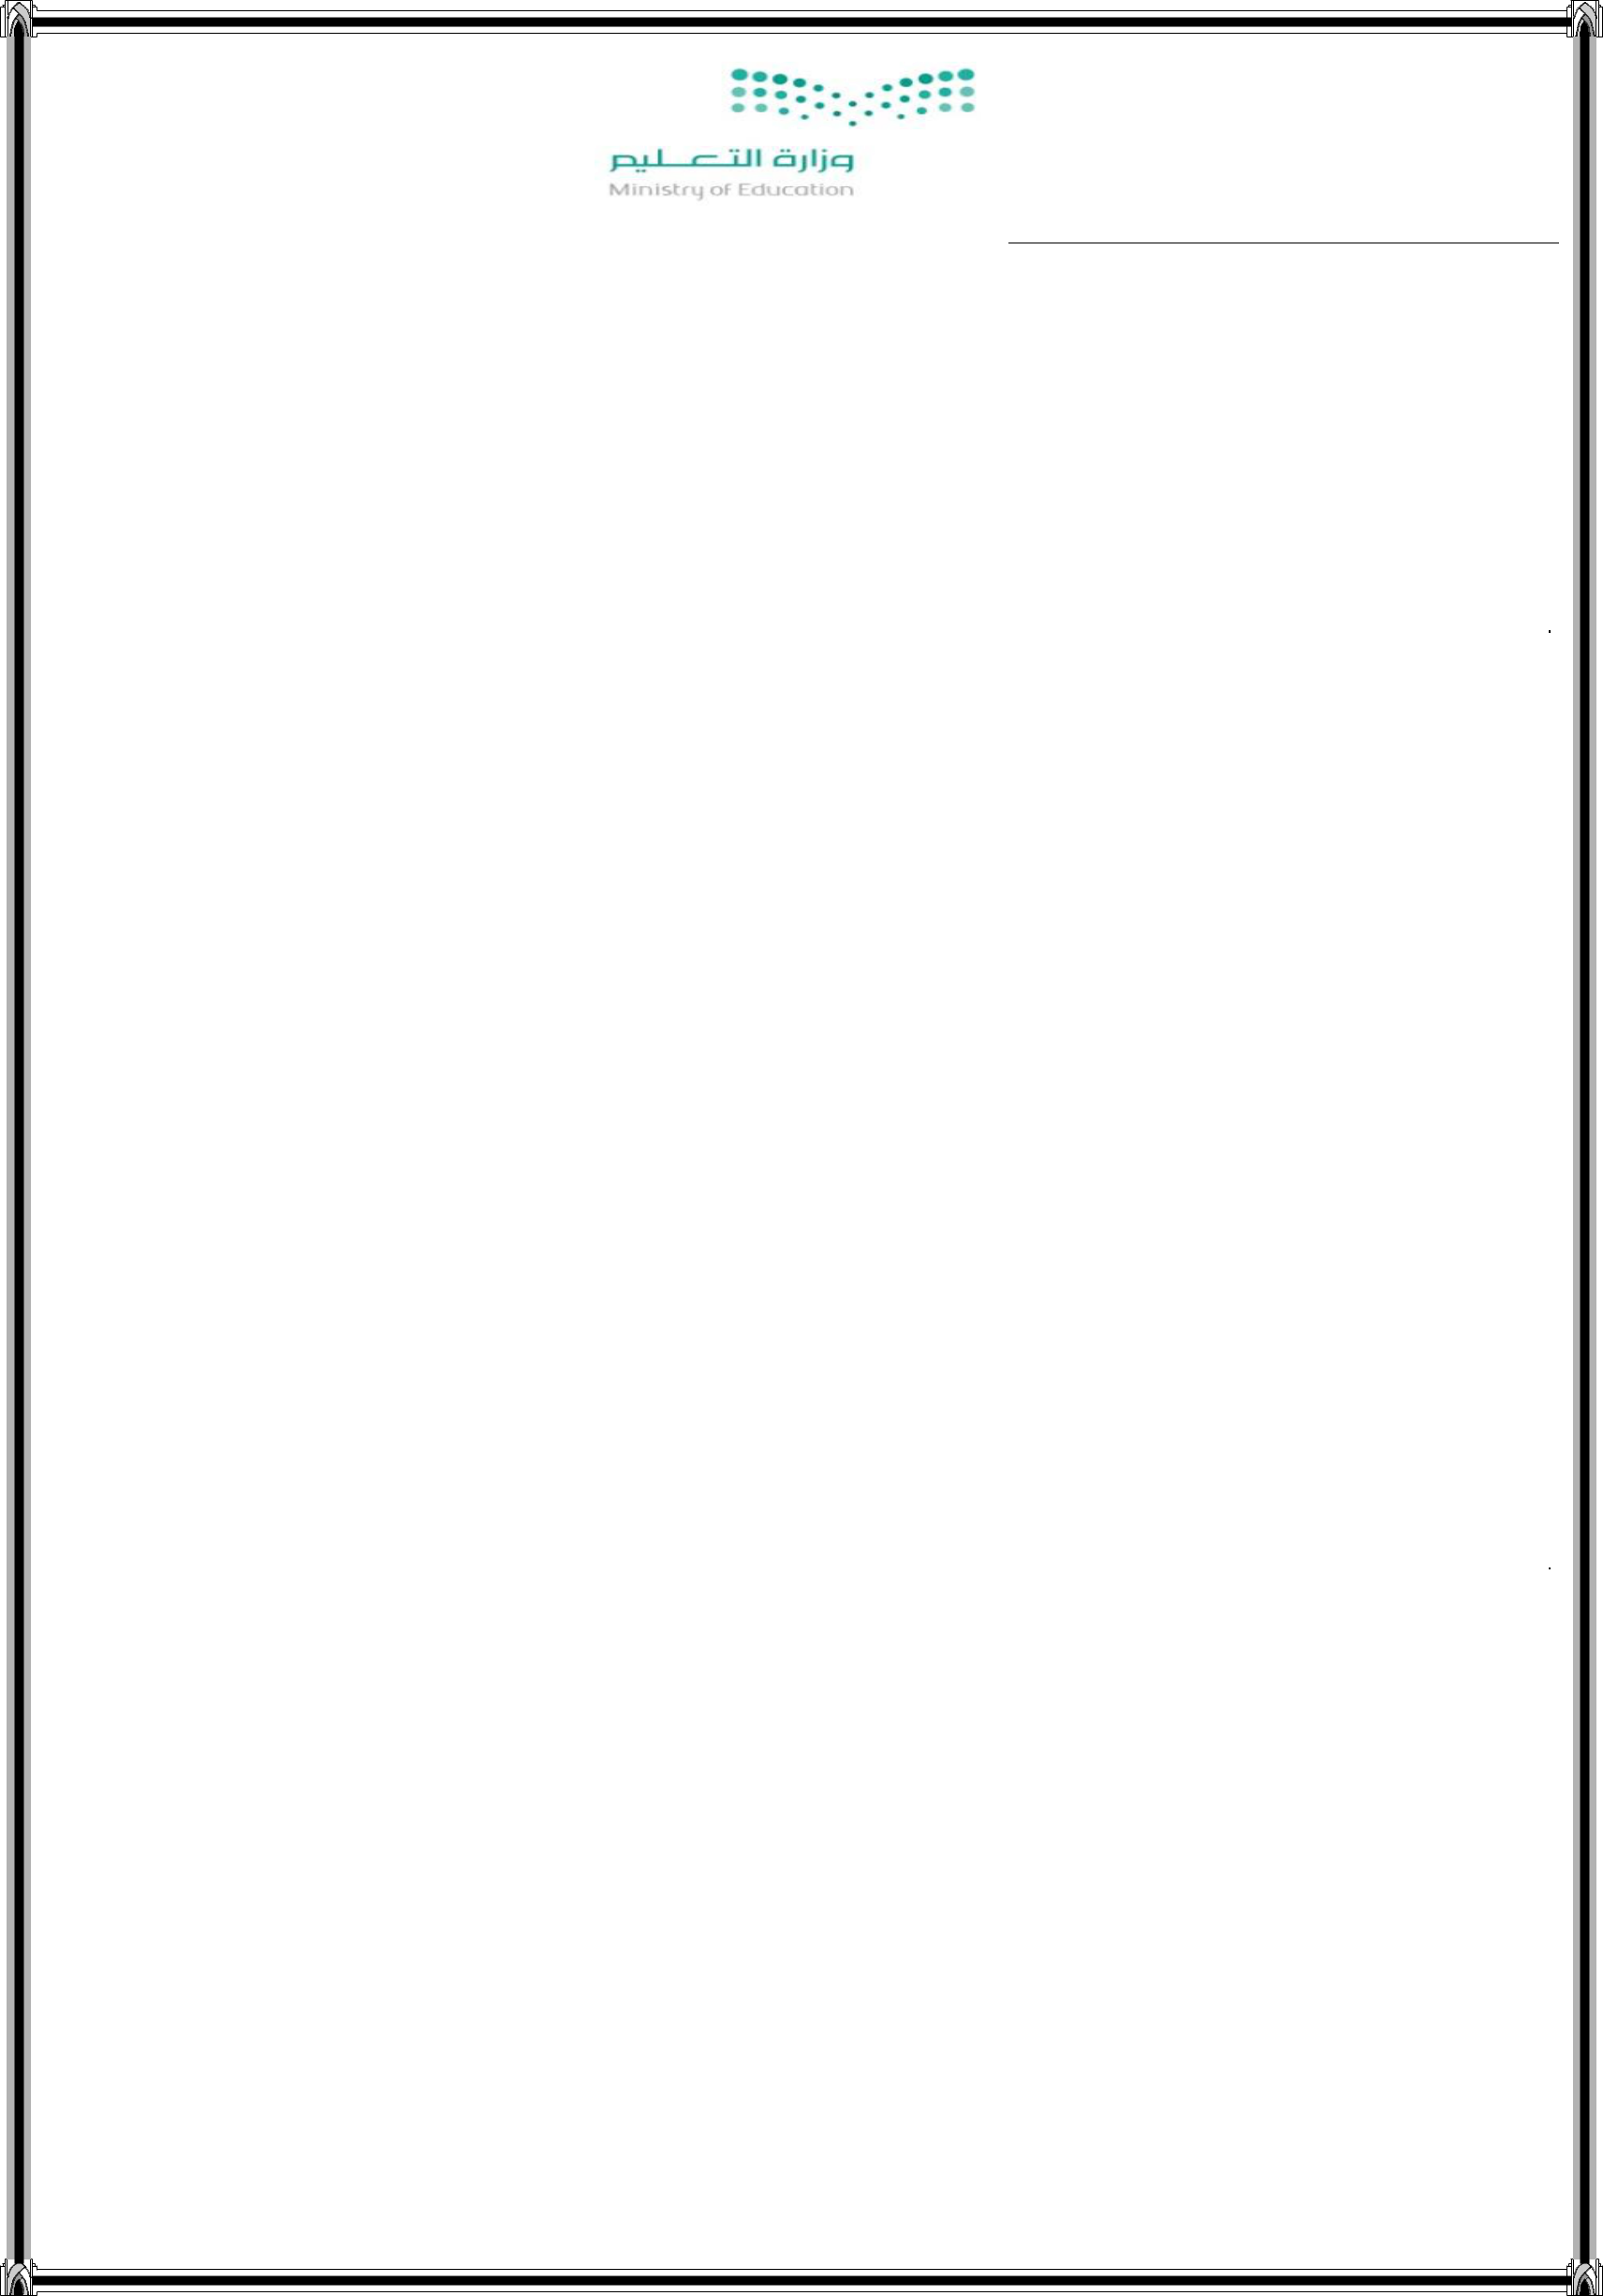 وزارة التعليم
Ministry of Education
.
.